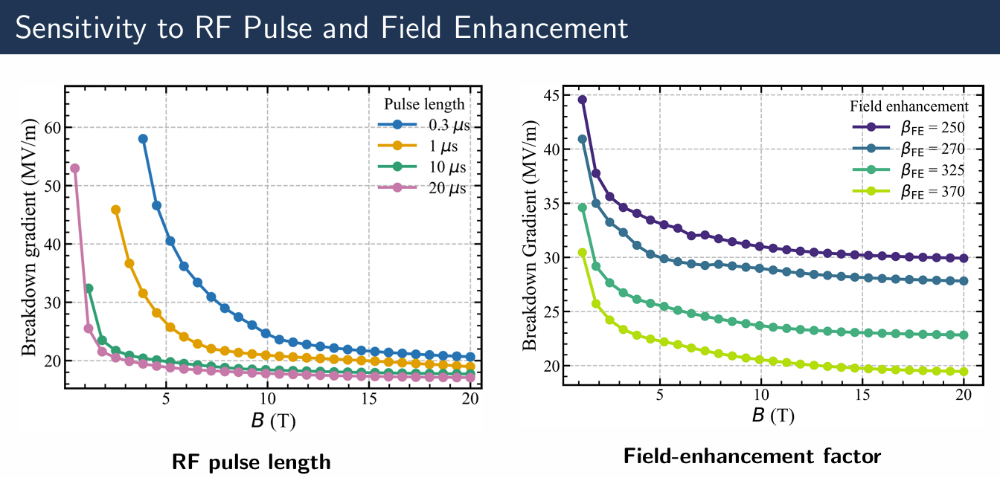 Sensitivity to RF Pulse and Field Enhancement
Breakdown gradient (MV/m)
60
50
40
30
20
Pulse length
0.3 μs
1 μs
10 μs
20 μs
5
10
15
20
B (T)
RF pulse length
Breakdown Gradient (MV/m)
45
40
35
30
25
20
Field enhancement
β_FE = 250
β_FE = 270
β_FE = 325
β_FE = 370
5
10
15
20
B (T)
Field-enhancement factor